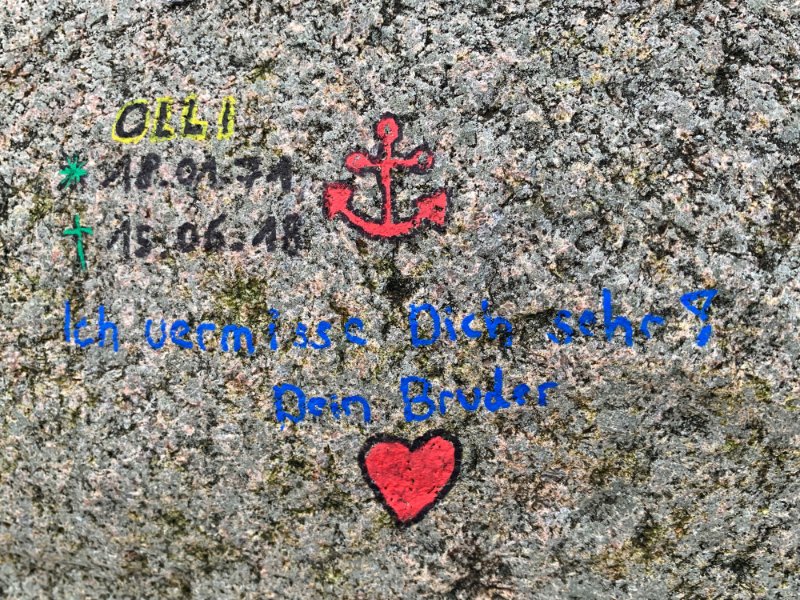 OLLI
* 18.01.71
† 15.06.18
Ich vermisse Dich sehr!
Dein Bruder